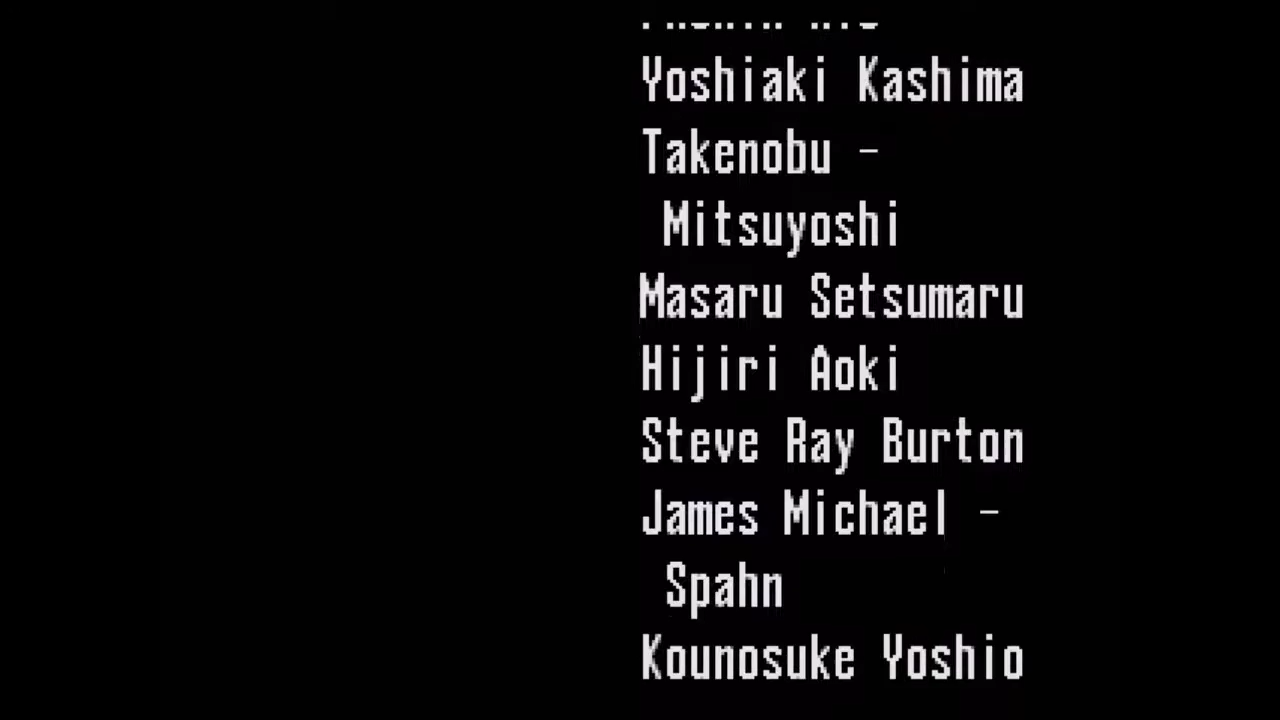 Yoshiaki Kashima
Takenobu -
Mitsuyoshi
Masaru Setsumaru
Hijiri Aoki
Steve Ray Burton
James Michael -
Spahn
Kounosuke Yoshio